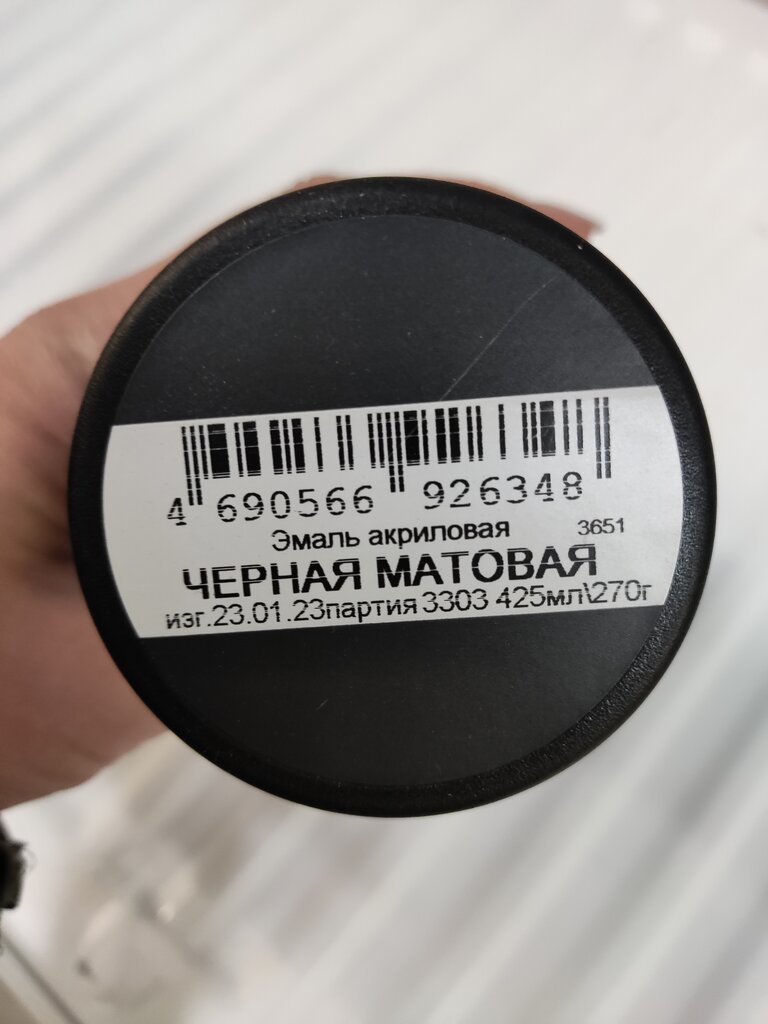 4 690566 926348
Эмаль акриловая 3651
ЧЕРНАЯ МАТОВАЯ
изг.23.01.23партия 3303 425мл\270г